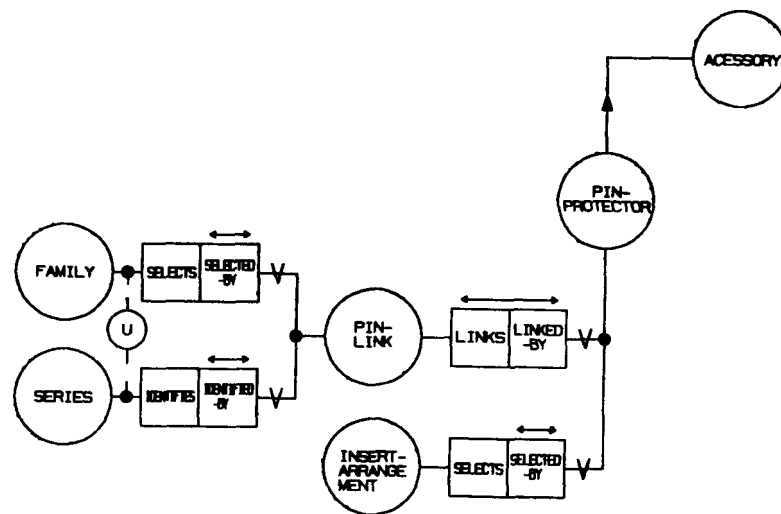 ACESSORY
PIN-
PROTECTOR
FAMILY
SELECTS
SELECTED
-BY
V
U
PIN-
LINK
LINKS
LINKED
-BY
V
SERIES
IDENTIFIES
IDENTIFIED
-BY
V
INSERT-
ARRANGE
MENT
SELECTS
SELECTED
-BY
V